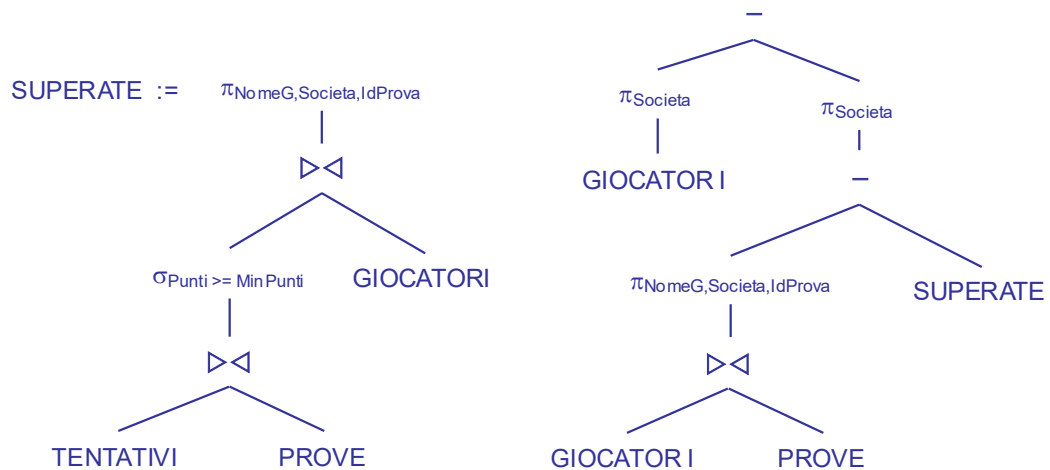 SUPERATE := πNomeG,Societa,IdProva
▷◁
σPunti >= MinPunti GIOCATORI
▷◁
TENTATIVI PROVE
–
πSocieta πSocieta
GIOCATORI –
πNomeG,Societa,IdProva SUPERATE
▷◁
GIOCATORI PROVE